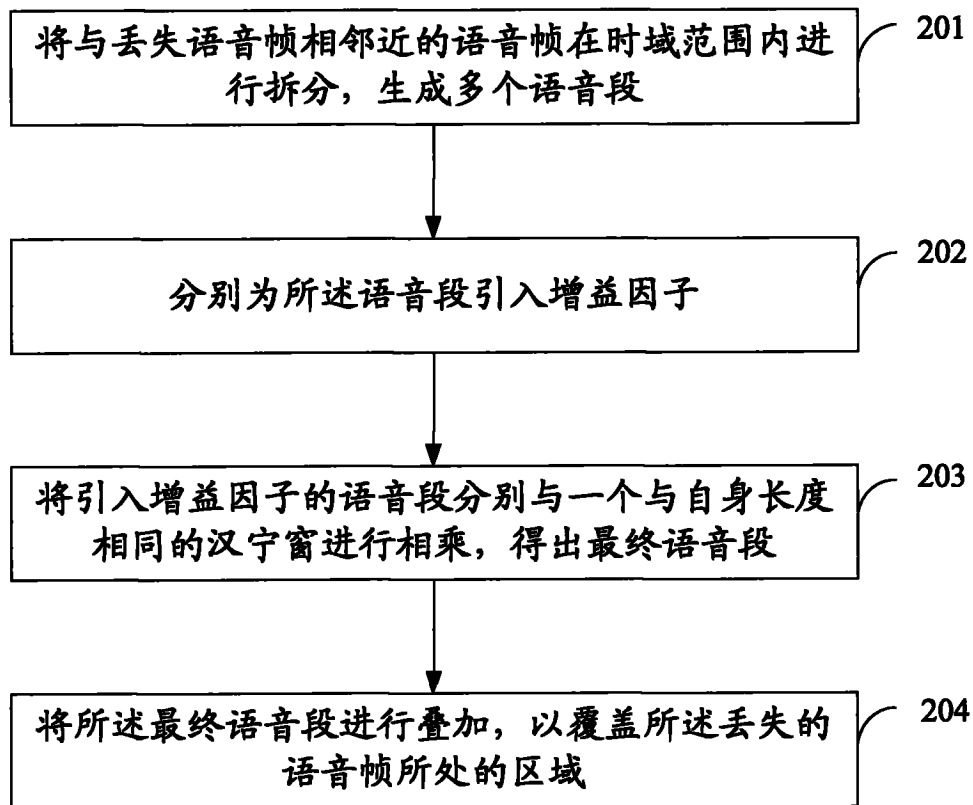 将与丢失语音帧相邻近的语音帧在时域范围内进
行拆分，生成多个语音段
201
分别为所述语音段引入增益因子
202
将引入增益因子的语音段分别与一个与自身长度
相同的汉宁窗进行相乘，得出最终语音段
203
将所述最终语音段进行叠加，以覆盖所述丢失的
语音帧所处的区域
204